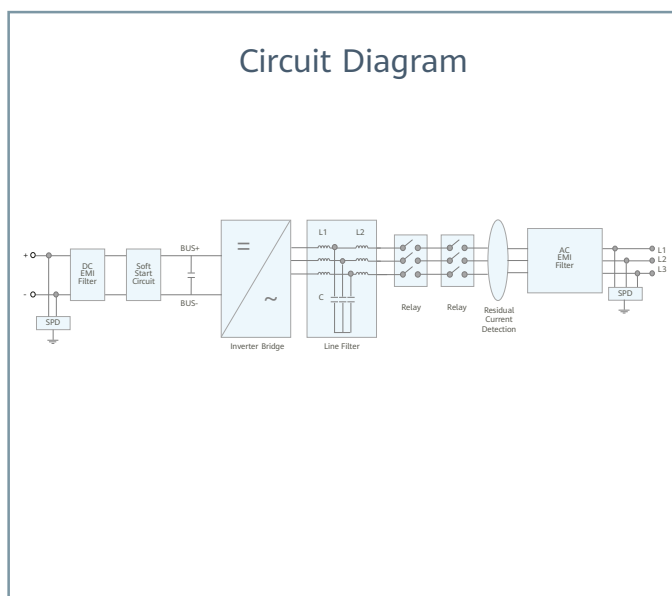 Circuit Diagram
+
-
SPD
DC
EMI
Filter
Soft
Start
Circuit
BUS+
BUS-
=
~
Inverter Bridge
L1 L2
C
Line Filter
Relay
Relay
Residual
Current
Detection
AC
EMI
Filter
L1
L2
L3
SPD